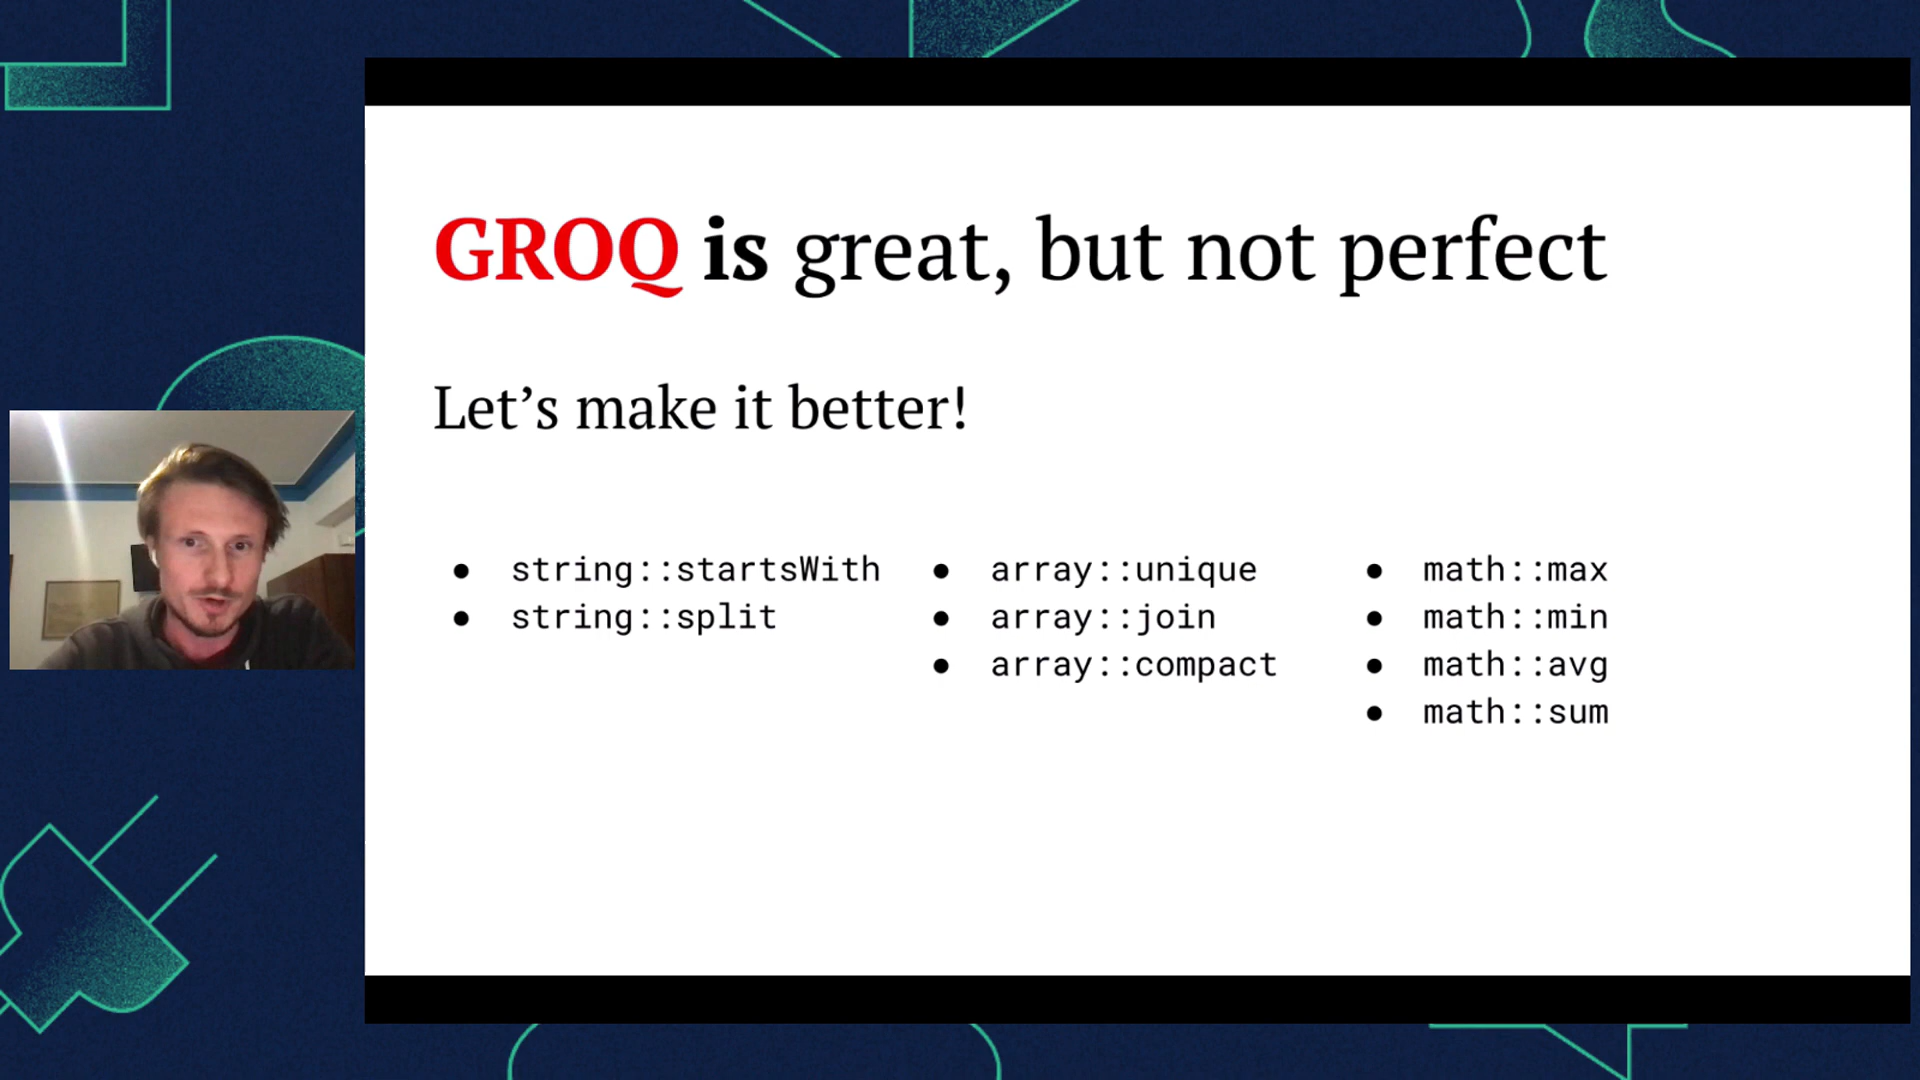 GROQ is great, but not perfect
Let’s make it better!
● string::startsWith
● string::split
● array::unique
● array::join
● array::compact
● math::max
● math::min
● math::avg
● math::sum